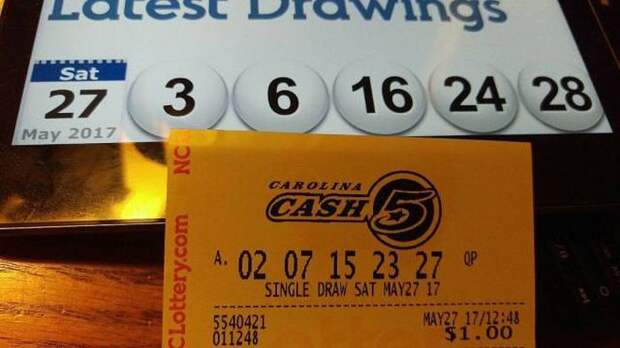 Latest Drawings
Sat
27
May 2017
3 6 16 24 28
NC
CLottery.com
CAROLINA
CASH 5
A. 02 07 15 23 27 QP
SINGLE DRAW SAT MAY27 17
5540421
011248
MAY27 17/12:48
$1.00